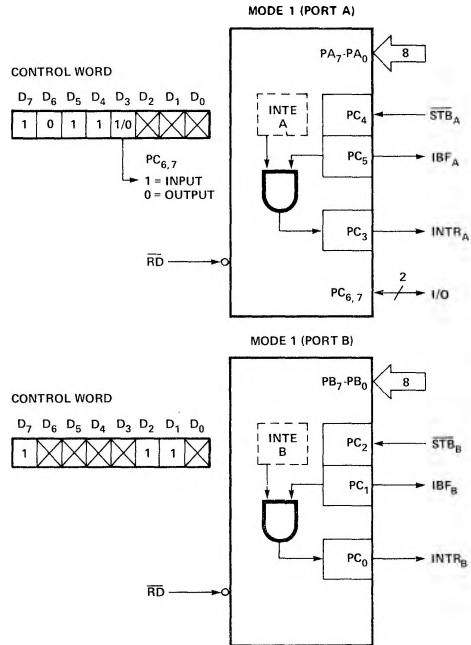 MODE 1 (PORT A)
PA7-PA0
8
CONTROL WORD
D7 D6 D5 D4 D3 D2 D1 D0
1 0 1 1 1/0
PC6,7
1 = INPUT
0 = OUTPUT
INTE
A
PC4
STBA
PC5
IBFA
PC3
INTRA
RD
PC6,7
2
I/O
MODE 1 (PORT B)
PB7-PB0
8
CONTROL WORD
D7 D6 D5 D4 D3 D2 D1 D0
1 1 1
INTE
B
PC2
STBB
PC1
IBFB
PC0
INTRB
RD